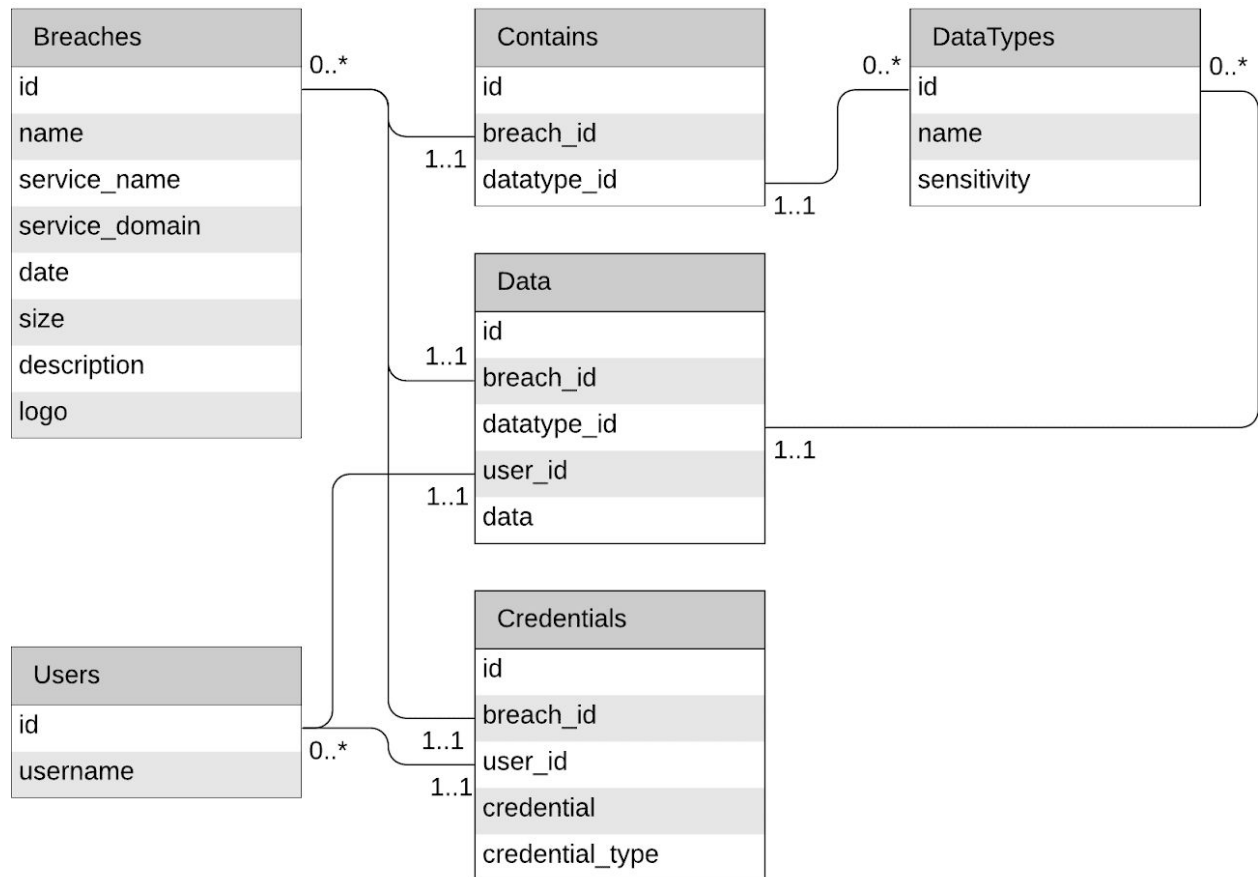 Breaches
id
name
service_name
service_domain
date
size
description
logo
0..*
Contains
id
breach_id
datatype_id
1..1
1..1
DataTypes
id
name
sensitivity
0..*
0..*
Data
id
breach_id
datatype_id
user_id
data
1..1
1..1
1..1
Users
id
username
0..*
Credentials
id
breach_id
user_id
credential
credential_type
1..1
1..1